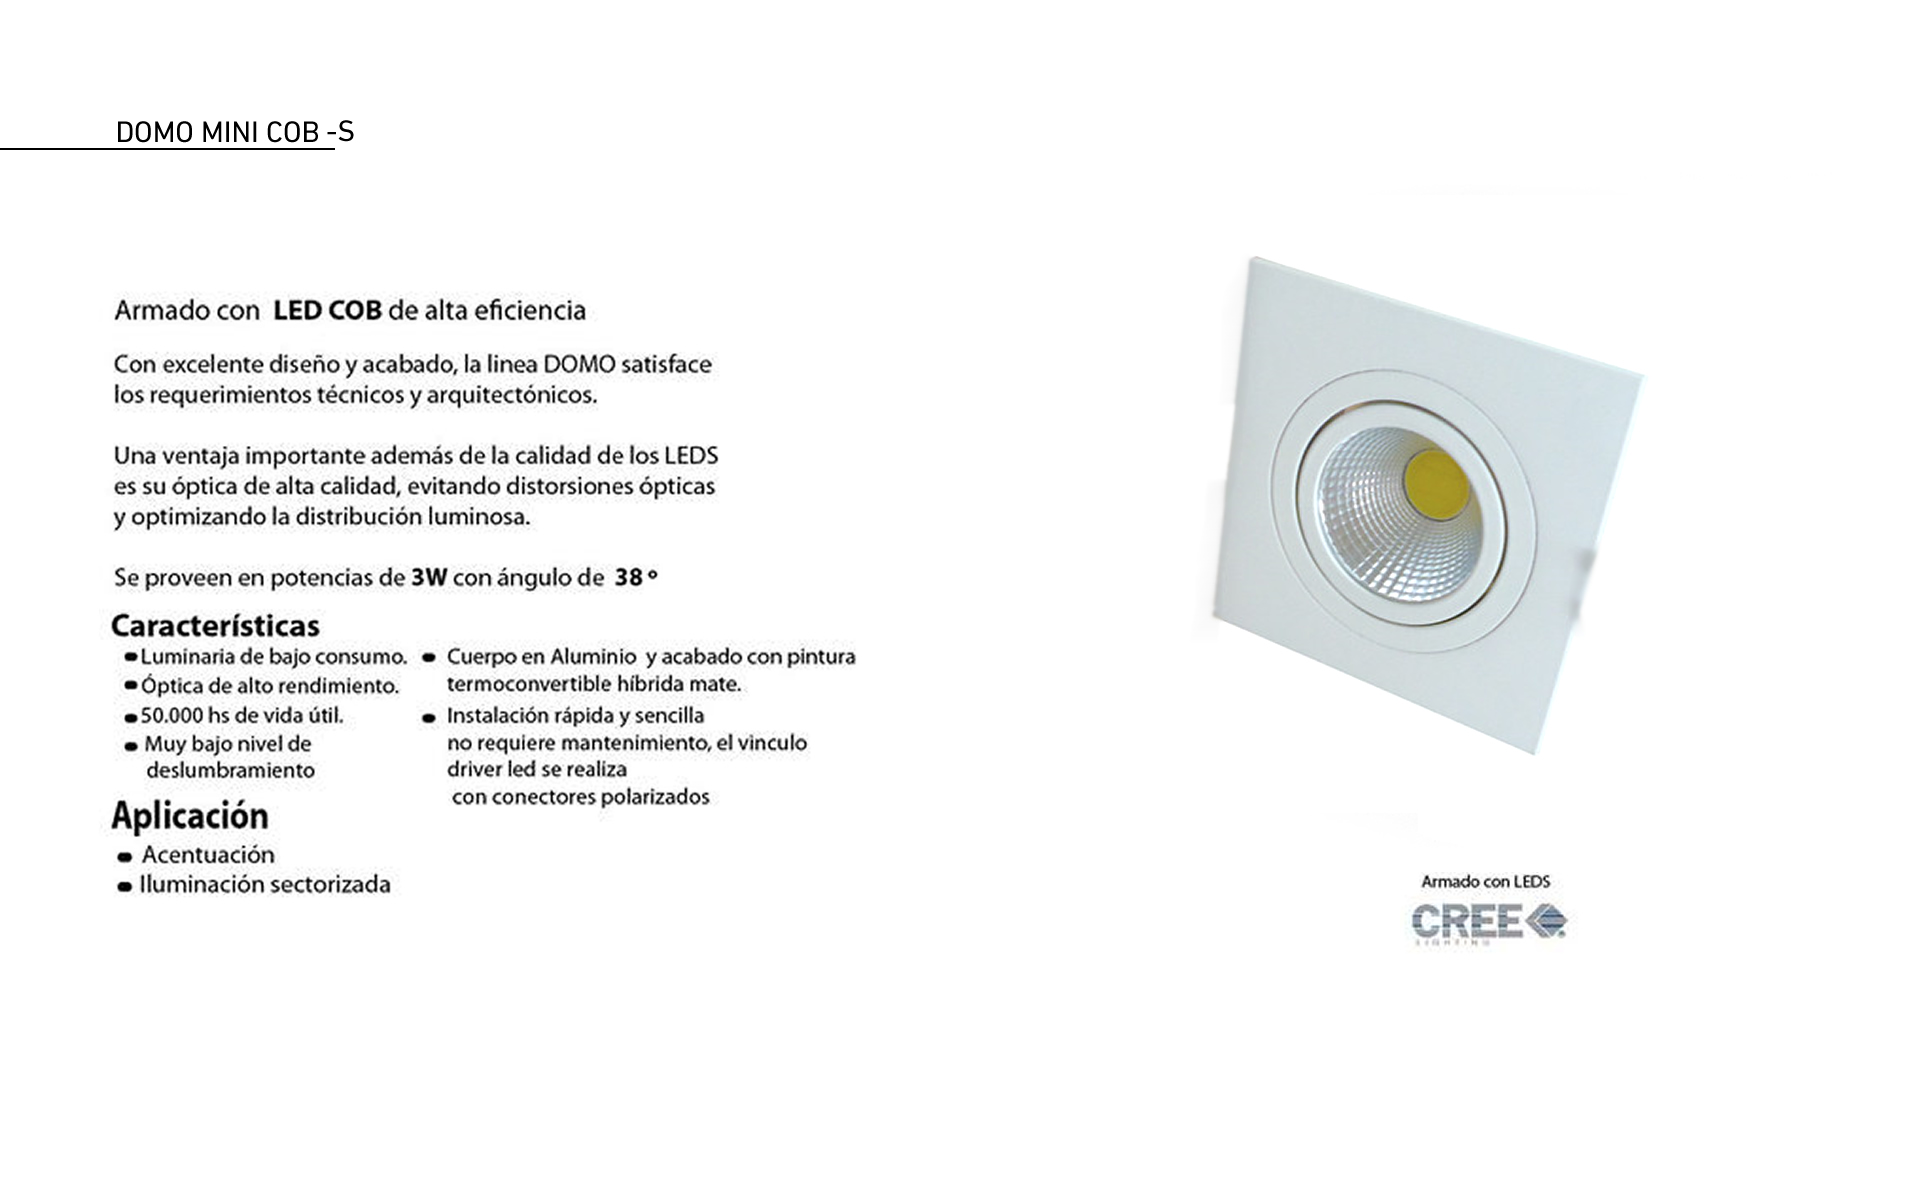 DOMO MINI COB -S
Armado con LED COB de alta eficiencia
Con excelente diseño y acabado, la linea DOMO satisface
los requerimientos técnicos y arquitectónicos.
Una ventaja importante además de la calidad de los LEDS
es su óptica de alta calidad, evitando distorsiones ópticas
y optimizando la distribución luminosa.
Se proveen en potencias de 3W con ángulo de 38º
Características
Luminaria de bajo consumo.
Óptica de alto rendimiento.
50.000 hs de vida útil.
Muy bajo nivel de
deslumbramiento
Cuerpo en Aluminio y acabado con pintura
termoconvertible híbrida mate.
Instalación rápida y sencilla
no requiere mantenimiento, el vinculo
driver led se realiza
con conectores polarizados
Aplicación
Acentuación
Iluminación sectorizada
Armado con LEDS
CREE
LIGHTING